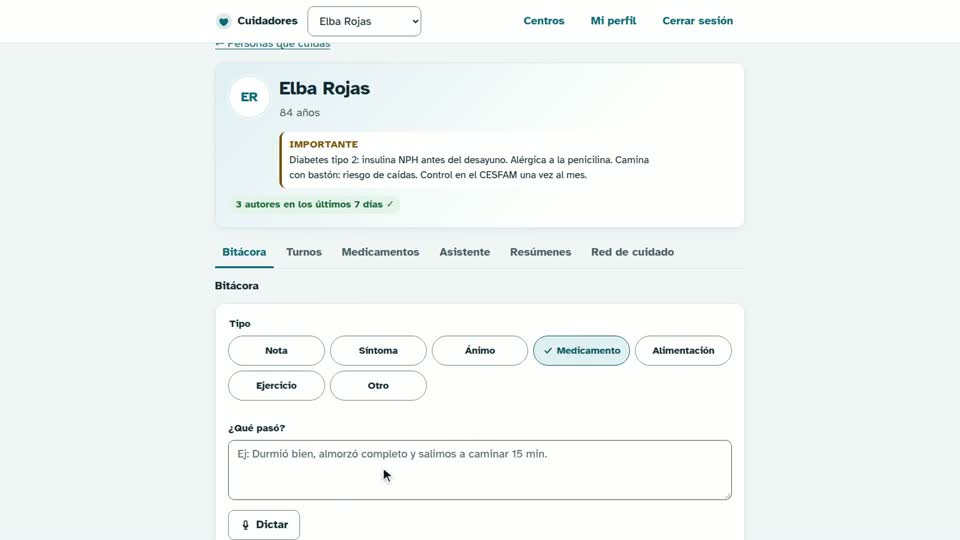 Cuidadores
Elba Rojas
Centros
Mi perfil
Cerrar sesión
← Personas que cuidas
ER
Elba Rojas
84 años
IMPORTANTE
Diabetes tipo 2: insulina NPH antes del desayuno. Alérgica a la penicilina. Camina
con bastón: riesgo de caídas. Control en el CESFAM una vez al mes.
3 autores en los últimos 7 días ✓
Bitácora
Turnos
Medicamentos
Asistente
Resúmenes
Red de cuidado
Bitácora
Tipo
Nota
Síntoma
Ánimo
✓ Medicamento
Alimentación
Ejercicio
Otro
¿Qué pasó?
Ej: Durmió bien, almorzó completo y salimos a caminar 15 min.
Dictar